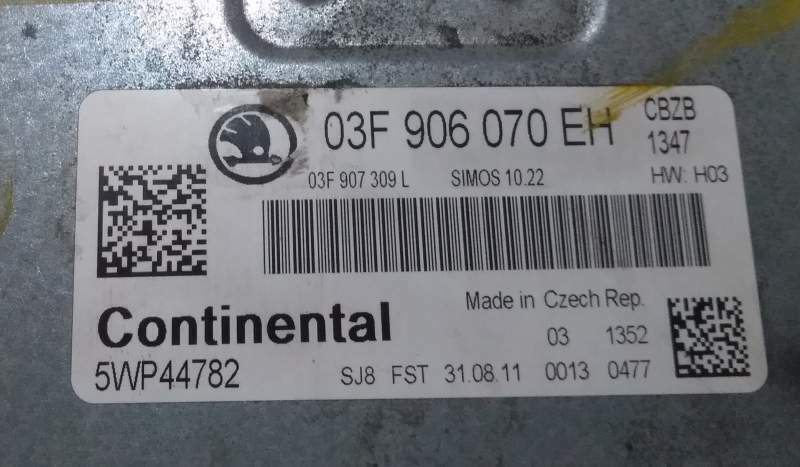 03F 906 070 EH CBZB
1347
03F 907 309 L SIMOS 10.22 HW: H03
Made in Czech Rep.
Continental 03 1352
5WP44782 SJ8 FST 31.08.11 0013 0477